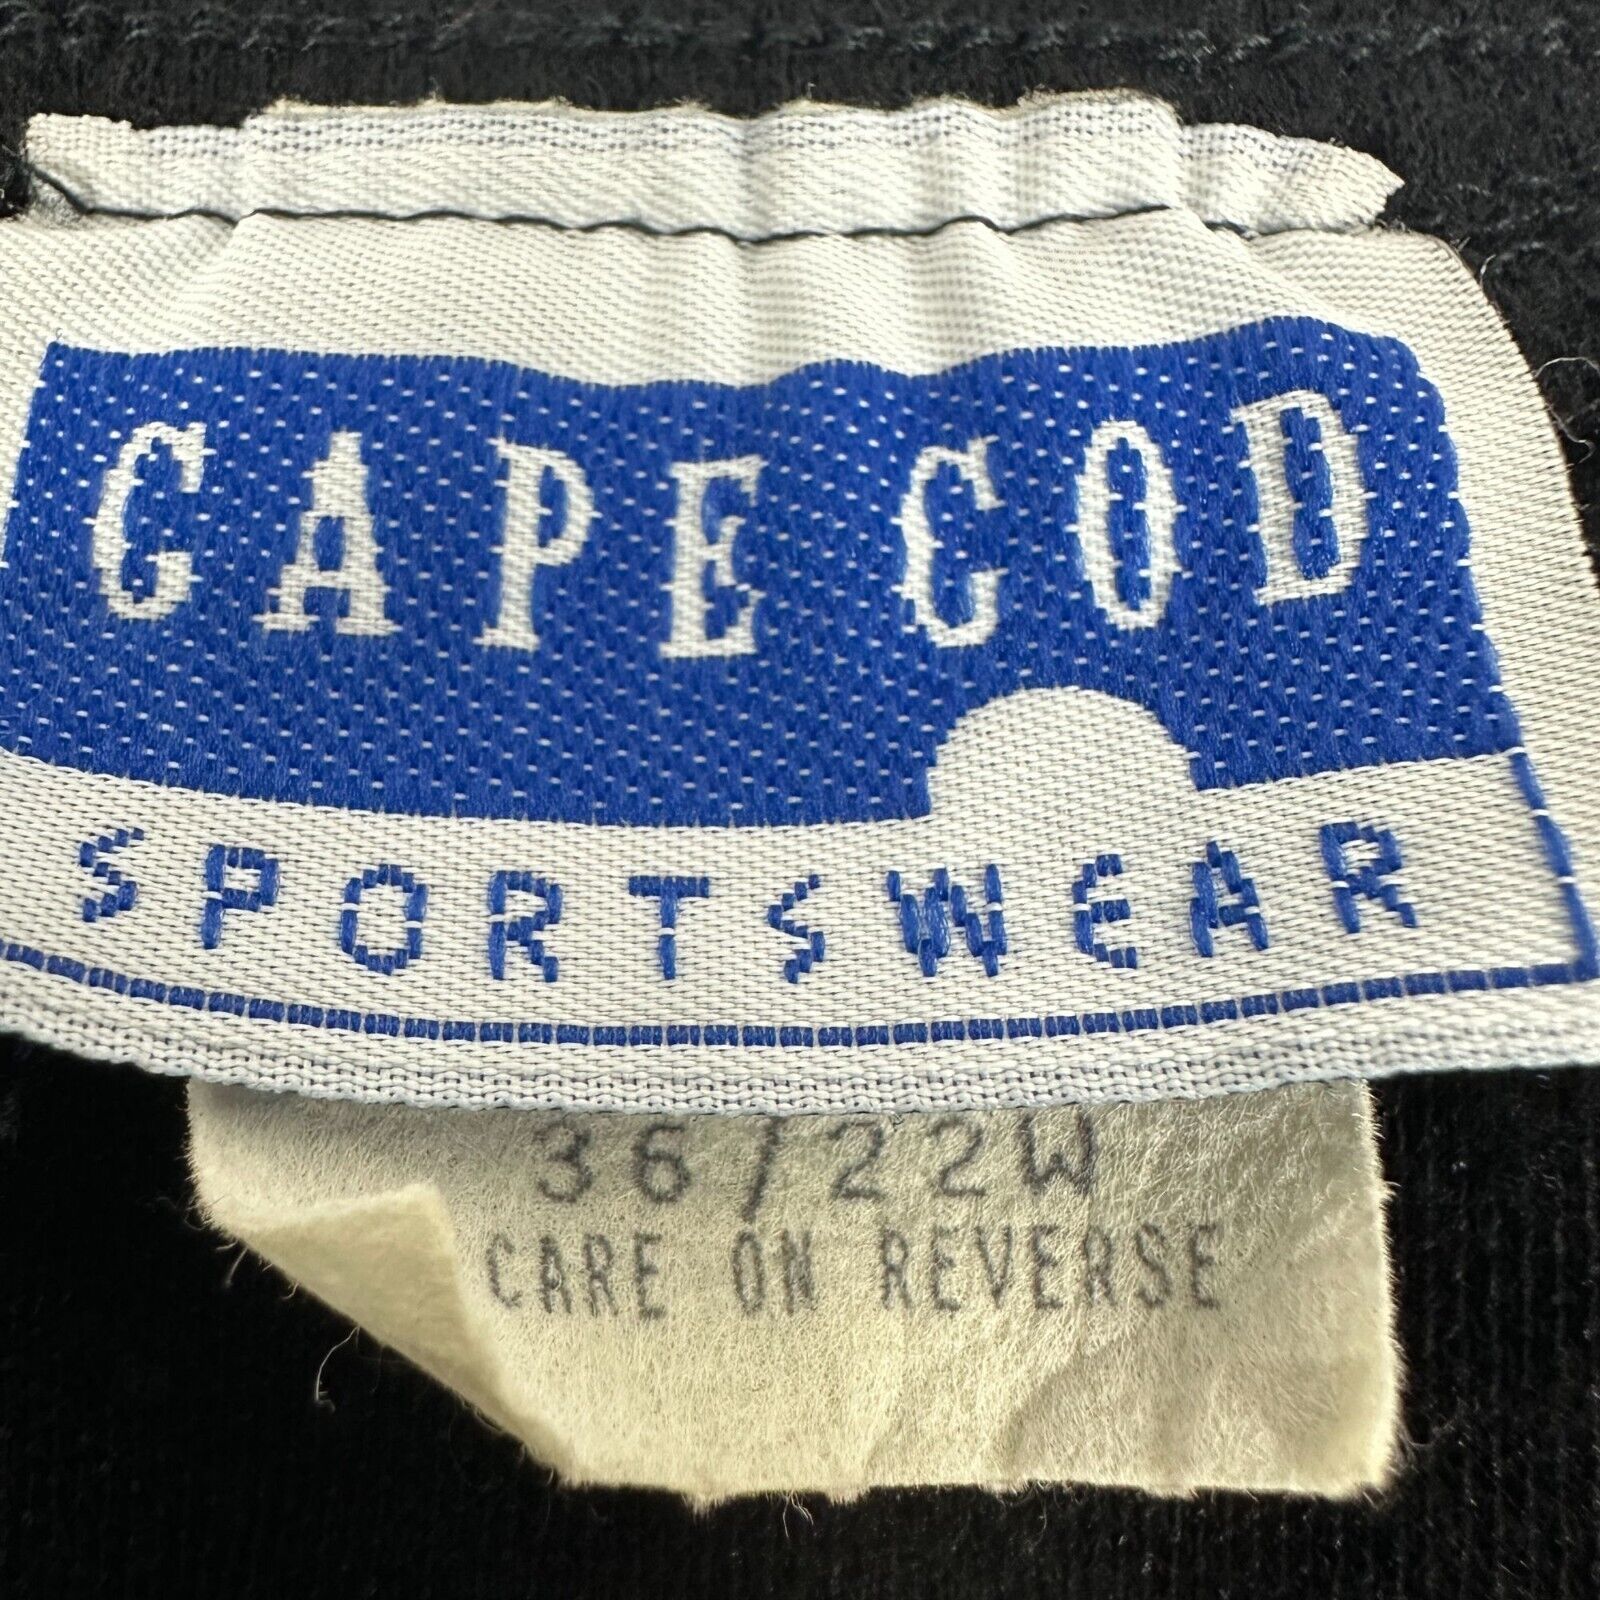 CAPE COD
SPORTSWEAR
36/22W
CARE ON REVERSE